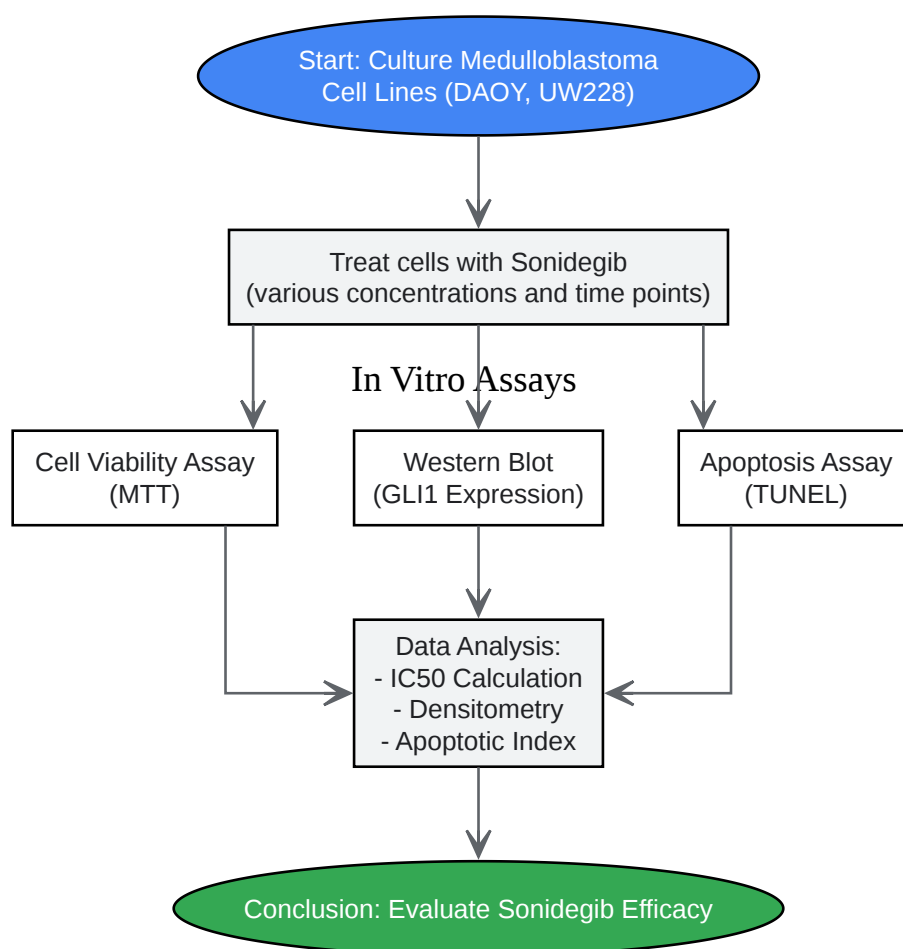 Start: Culture Medulloblastoma
Cell Lines (DAOY, UW228)
Treat cells with Sonidegib
(various concentrations and time points)
In Vitro Assays
Cell Viability Assay
(MTT)
Western Blot
(GLI1 Expression)
Apoptosis Assay
(TUNEL)
Data Analysis:
- IC50 Calculation
- Densitometry
- Apoptotic Index
Conclusion: Evaluate Sonidegib Efficacy